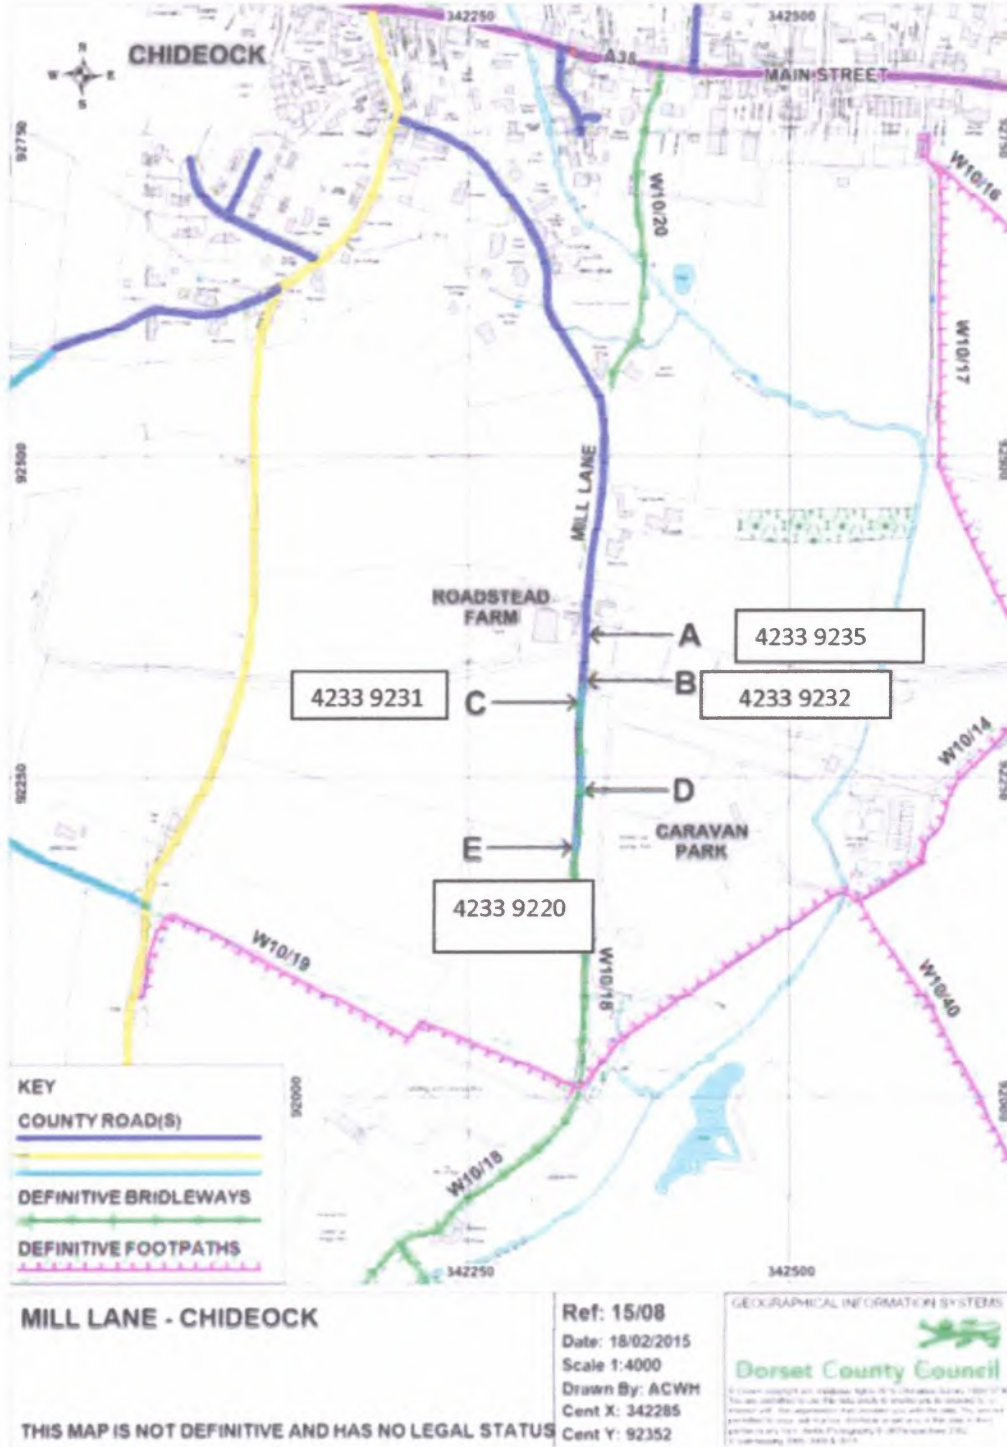 342250
342500
CHIDEOCK
N
W E
S
A35
MAIN STREET
92750
92750
W10/16
W10/20
W10/17
92500
92500
MILL LANE
ROADSTEAD
FARM
A
4233 9235
B
4233 9232
4233 9231
C
W10/14
92250
92250
D
CARAVAN
PARK
E
4233 9220
W10/19
W10/18
W10/40
KEY
COUNTY ROAD(S)
DEFINITIVE BRIDLEWAYS
DEFINITIVE FOOTPATHS
92000
92000
W10/18
342250
342500
MILL LANE - CHIDEOCK
THIS MAP IS NOT DEFINITIVE AND HAS NO LEGAL STATUS
Ref: 15/08
Date: 18/02/2015
Scale 1:4000
Drawn By: ACWH
Cent X: 342285
Cent Y: 92352
GEOGRAPHICAL INFORMATION SYSTEMS
Dorset County Council